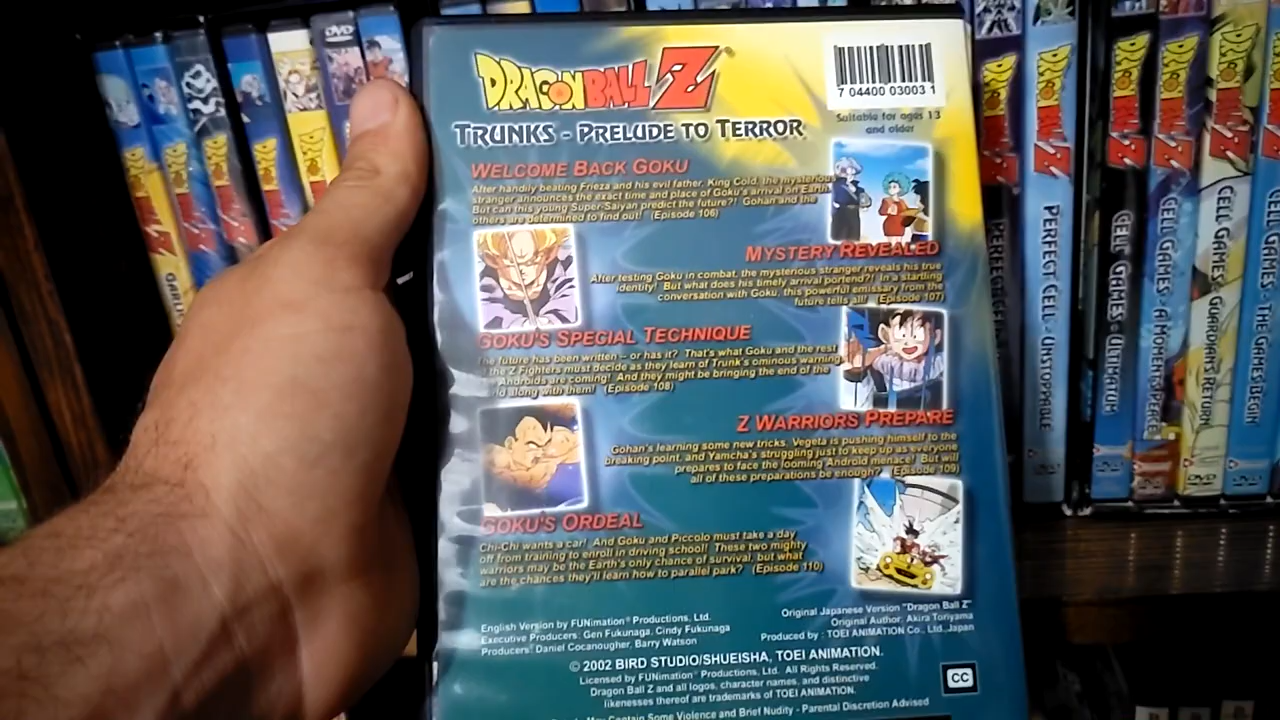 DRAGON BALL Z
7 04400 03003 1
TRUNKS - PRELUDE TO TERROR
Suitable for ages 13
and older
WELCOME BACK GOKU
After handily beating Frieza and his evil father, King Cold, the mysterious
stranger announces the exact time and place of Goku's arrival on Earth.
But can this young Super-Saiyan predict the future?! Gohan and the
others are determined to find out! (Episode 106)
MYSTERY REVEALED
After testing Goku in combat, the mysterious stranger reveals his true
identity! But what does his timely arrival portend?! In a startling
conversation with Goku, this powerful emissary from the
future tells all! (Episode 107)
GOKU'S SPECIAL TECHNIQUE
The future has been written – or has it? That's what Goku and the rest
the Z Fighters must decide as they learn of Trunk's ominous warning
Androids are coming! And they might be bringing the end of the
along with them! (Episode 108)
Z WARRIORS PREPARE
Gohan's learning some new tricks, Vegeta is pushing himself to the
breaking point, and Yamcha's struggling just to keep up as everyone
prepares to face the looming Android menace! But will
all of these preparations be enough? (Episode 109)
GOKU'S ORDEAL
Chi-Chi wants a car! And Goku and Piccolo must take a day
off from training to enroll in driving school! These two mighty
warriors may be the Earth's only chance of survival, but what
are the chances they'll learn how to parallel park? (Episode 110)
English Version by FUNimation® Productions, Ltd.
Executive Producers: Gen Fukunaga, Cindy Fukunaga
Producers: Daniel Cocanougher, Barry Watson
Original Japanese Version "Dragon Ball Z"
Original Author: Akira Toriyama
Produced by : TOEI ANIMATION Co., Ltd.,Japan
© 2002 BIRD STUDIO/SHUEISHA, TOEI ANIMATION.
Licensed by FUNimation® Productions, Ltd. All Rights Reserved.
Dragon Ball Z and all logos, character names, and distinctive
likenesses thereof are trademarks of TOEI ANIMATION.
CC
May Contain Some Violence and Brief Nudity - Parental Discretion Advised
DVD
GARLIC
PERFECT CELL - UNSTOPPABLE
CELL GAMES - ULTIMATUM
CELL GAMES - A MOMENT'S PEACE
CELL GAMES - GUARDIAN'S RETURN
CELL GAMES - THE GAMES BEGIN